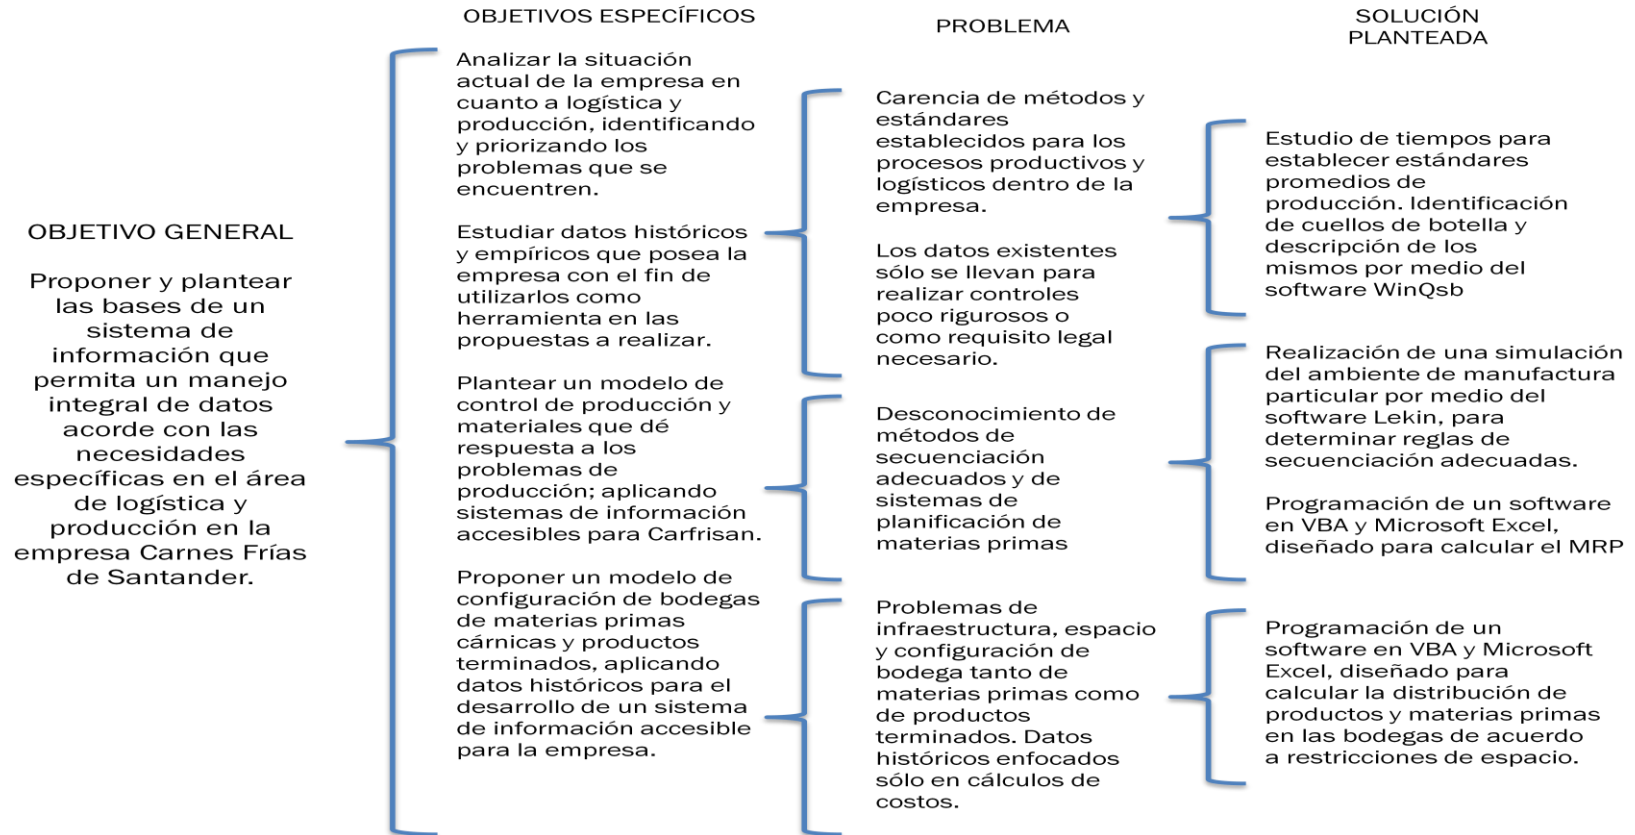 OBJETIVO GENERAL
Proponer y plantear
las bases de un
sistema de
información que
permita un manejo
integral de datos
acorde con las
necesidades
específicas en el área
de logística y
producción en la
empresa Carnes Frías
de Santander.
OBJETIVOS ESPECÍFICOS
Analizar la situación
actual de la empresa en
cuanto a logística y
producción, identificando
y priorizando los
problemas que se
encuentren.
Estudiar datos históricos
y empíricos que posea la
empresa con el fin de
utilizarlos como
herramienta en las
propuestas a realizar.
Plantear un modelo de
control de producción y
materiales que dé
respuesta a los
problemas de
producción; aplicando
sistemas de información
accesibles para Carfrisan.
Proponer un modelo de
configuración de bodegas
de materias primas
cárnicas y productos
terminados, aplicando
datos históricos para el
desarrollo de un sistema
de información accesible
para la empresa.
PROBLEMA
Carencia de métodos y
estándares
establecidos para los
procesos productivos y
logísticos dentro de la
empresa.
Los datos existentes
sólo se llevan para
realizar controles
poco rigurosos o
como requisito legal
necesario.
Desconocimiento de
métodos de
secuenciación
adecuados y de
sistemas de
planificación de
materias primas
Problemas de
infraestructura, espacio
y configuración de
bodega tanto de
materias primas como
de productos
terminados. Datos
históricos enfocados
sólo en cálculos de
costos.
SOLUCIÓN
PLANTEADA
Estudio de tiempos para
establecer estándares
promedios de
producción. Identificación
de cuellos de botella y
descripción de los
mismos por medio del
software WinQsb
Realización de una simulación
del ambiente de manufactura
particular por medio del
software Lekin, para
determinar reglas de
secuenciación adecuadas.
Programación de un software
en VBA y Microsoft Excel,
diseñado para calcular el MRP
Programación de un
software en VBA y Microsoft
Excel, diseñado para
calcular la distribución de
productos y materias primas
en las bodegas de acuerdo
a restricciones de espacio.